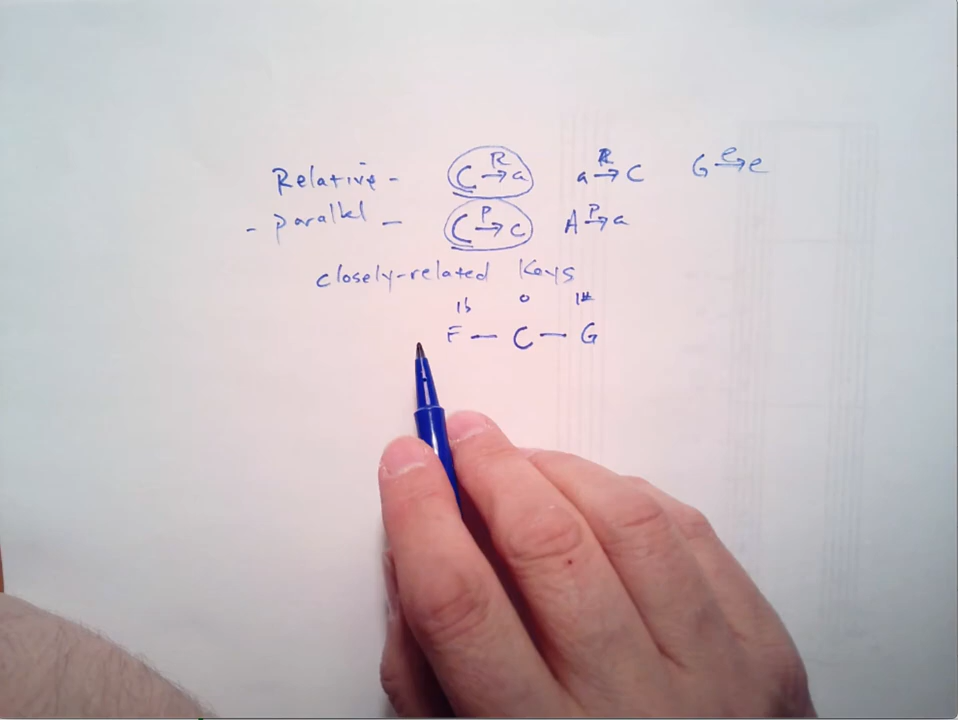 Relative - C R→ a a R→ C G e→ e
- parallel - C P→ c A P→ a
closely-related Keys
1b 0 1#
F — C — G